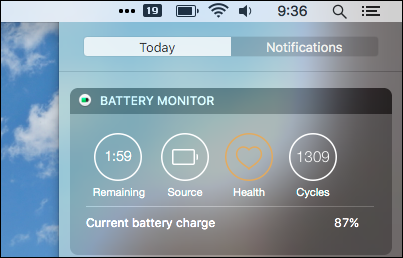 19 9:36
Today Notifications
BATTERY MONITOR
1:59 1309
Remaining Source Health Cycles
Current battery charge 87%